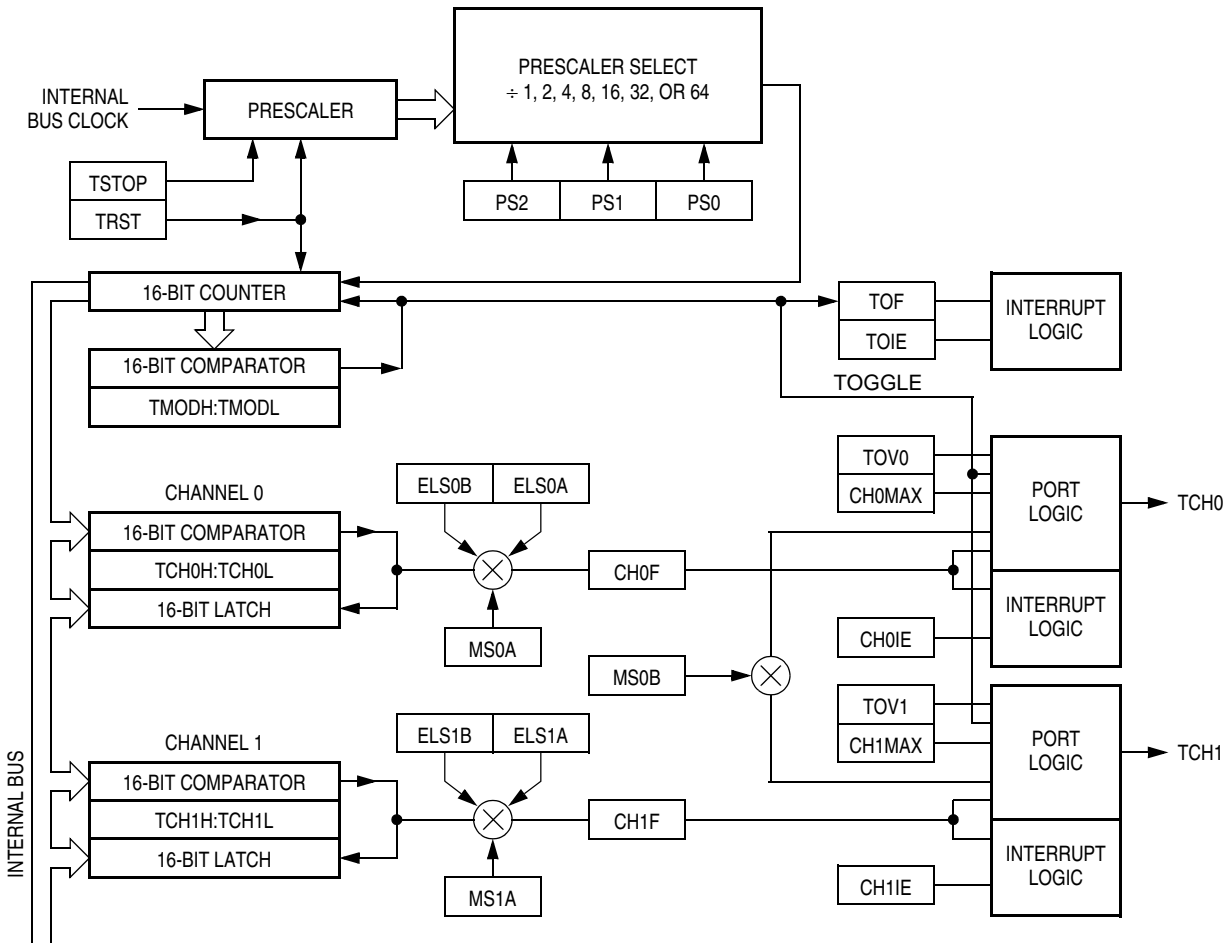 PRESCALER SELECT
÷ 1, 2, 4, 8, 16, 32, OR 64
INTERNAL
BUS CLOCK
PRESCALER
TSTOP
TRST
PS2
PS1
PS0
16-BIT COUNTER
16-BIT COMPARATOR
TMODH:TMODL
TOF
TOIE
INTERRUPT
LOGIC
TOGGLE
CHANNEL 0
16-BIT COMPARATOR
TCH0H:TCH0L
16-BIT LATCH
ELS0B
ELS0A
MS0A
CH0F
TOV0
CH0MAX
PORT
LOGIC
TCH0
INTERRUPT
LOGIC
CH0IE
MS0B
CHANNEL 1
16-BIT COMPARATOR
TCH1H:TCH1L
16-BIT LATCH
ELS1B
ELS1A
MS1A
CH1F
TOV1
CH1MAX
PORT
LOGIC
TCH1
INTERRUPT
LOGIC
CH1IE
INTERNAL BUS